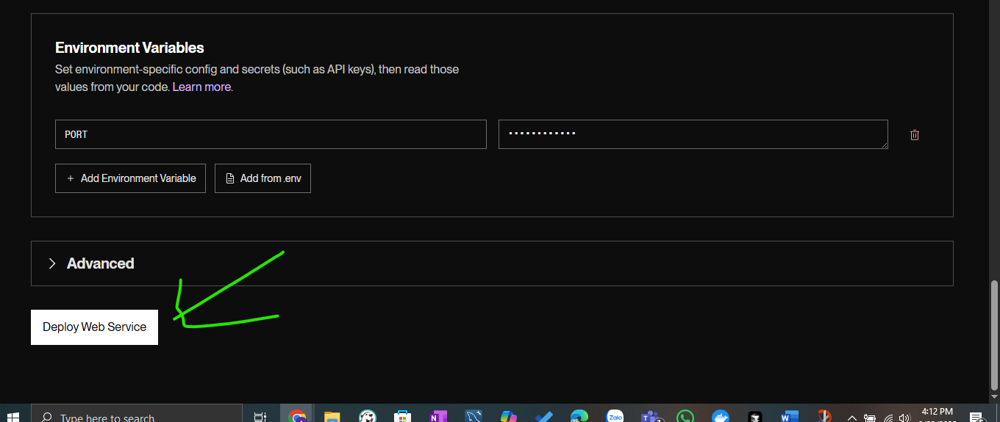 Environment Variables
Set environment-specific config and secrets (such as API keys), then read those
values from your code. Learn more.
PORT
············
+ Add Environment Variable
Add from .env
Advanced
Deploy Web Service
Type here to search
Zalo
4:12 PM